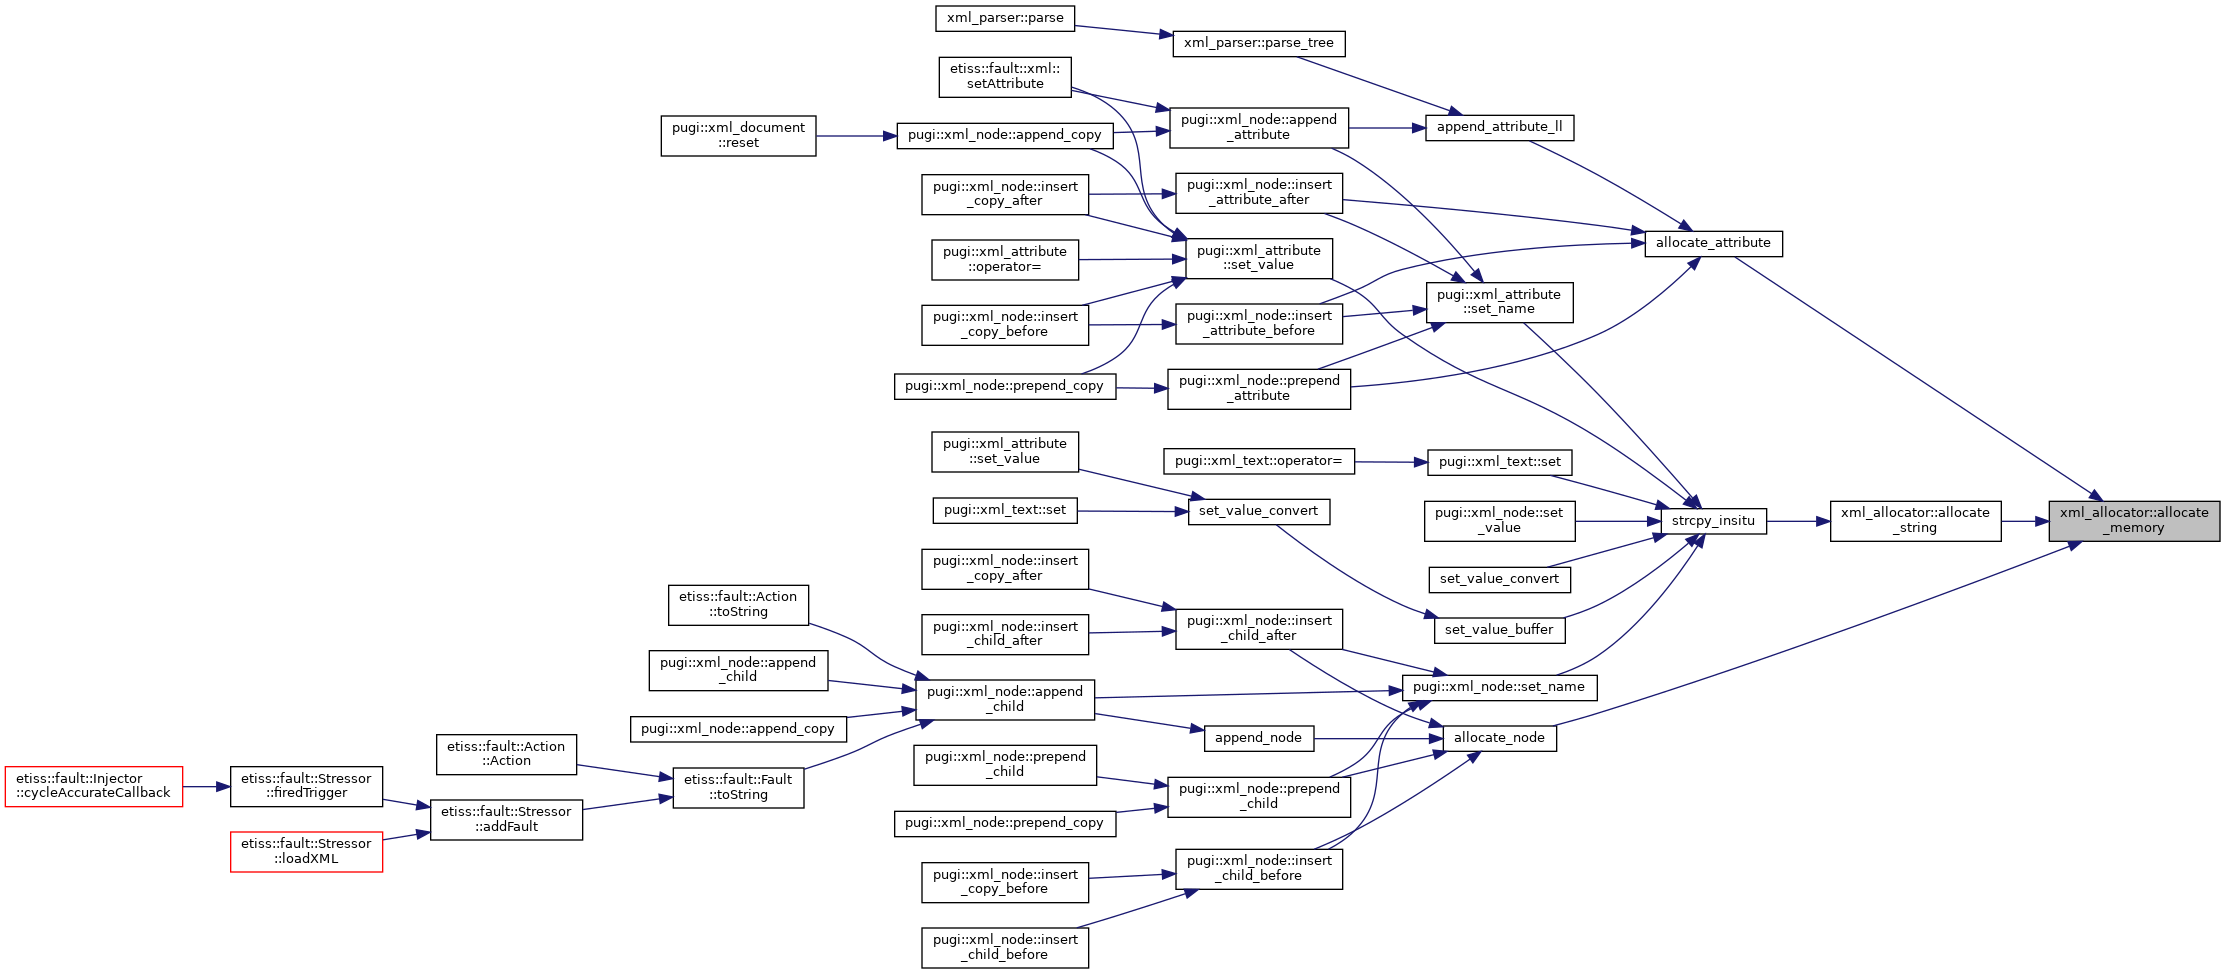 xml_parser::parse
xml_parser::parse_tree
etiss::fault::xml::
setAttribute
pugi::xml_document
::reset
pugi::xml_node::append_copy
pugi::xml_node::append
_attribute
append_attribute_ll
pugi::xml_node::insert
_copy_after
pugi::xml_node::insert
_attribute_after
pugi::xml_attribute
::operator=
pugi::xml_attribute
::set_value
allocate_attribute
pugi::xml_node::insert
_copy_before
pugi::xml_node::insert
_attribute_before
pugi::xml_attribute
::set_name
pugi::xml_node::prepend_copy
pugi::xml_node::prepend
_attribute
pugi::xml_attribute
::set_value
pugi::xml_text::operator=
pugi::xml_text::set
pugi::xml_text::set
set_value_convert
pugi::xml_node::set
_value
strcpy_insitu
xml_allocator::allocate
_string
xml_allocator::allocate
_memory
set_value_convert
pugi::xml_node::insert
_copy_after
etiss::fault::Action
::toString
pugi::xml_node::insert
_child_after
pugi::xml_node::insert
_child_after
set_value_buffer
pugi::xml_node::append
_child
pugi::xml_node::append
_child
pugi::xml_node::set_name
pugi::xml_node::append_copy
append_node
allocate_node
etiss::fault::Action
::Action
pugi::xml_node::prepend
_child
etiss::fault::Injector
::cycleAccurateCallback
etiss::fault::Stressor
::firedTrigger
etiss::fault::Fault
::toString
pugi::xml_node::prepend
_child
etiss::fault::Stressor
::addFault
pugi::xml_node::prepend_copy
etiss::fault::Stressor
::loadXML
pugi::xml_node::insert
_copy_before
pugi::xml_node::insert
_child_before
pugi::xml_node::insert
_child_before